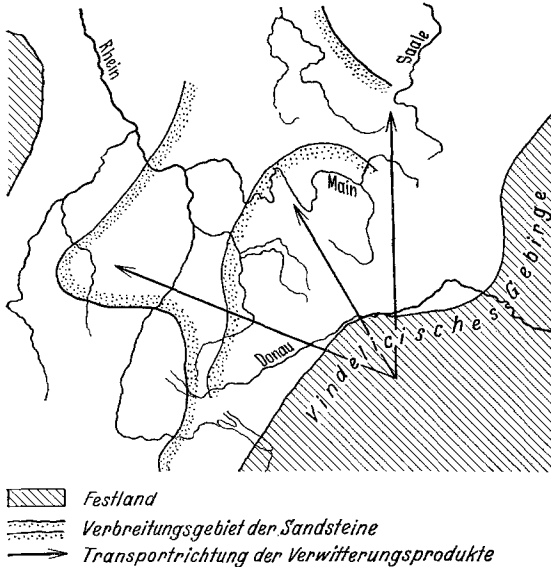 Rhein
Saale
Main
Donau
Vindelicisches Gebirge
Festland
Verbreitungsgebiet der Sandsteine
Transportrichtung der Verwitterungsprodukte